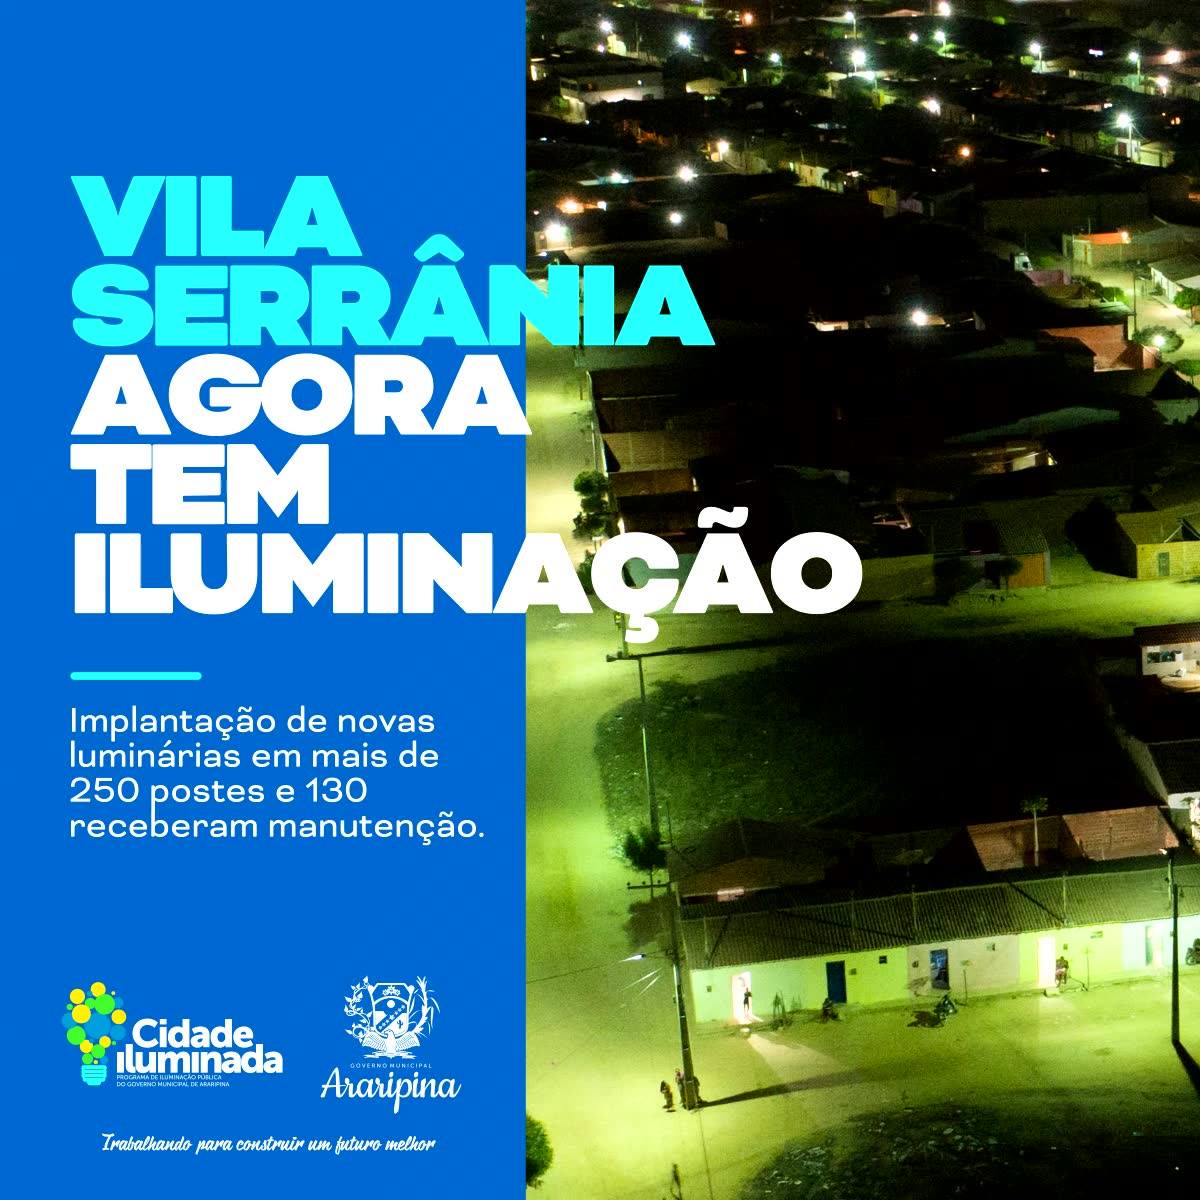 VILA
SERRÂNIA
AGORA
TEM
ILUMINAÇÃO
Implantação de novas
luminárias em mais de
250 postes e 130
receberam manutenção.
Cidade
iluminada
PROGRAMA DE ILUMINAÇÃO PÚBLICA
DO GOVERNO MUNICIPAL DE ARARIPINA
GOVERNO MUNICIPAL
Araripina
Trabalhando para construir um futuro melhor